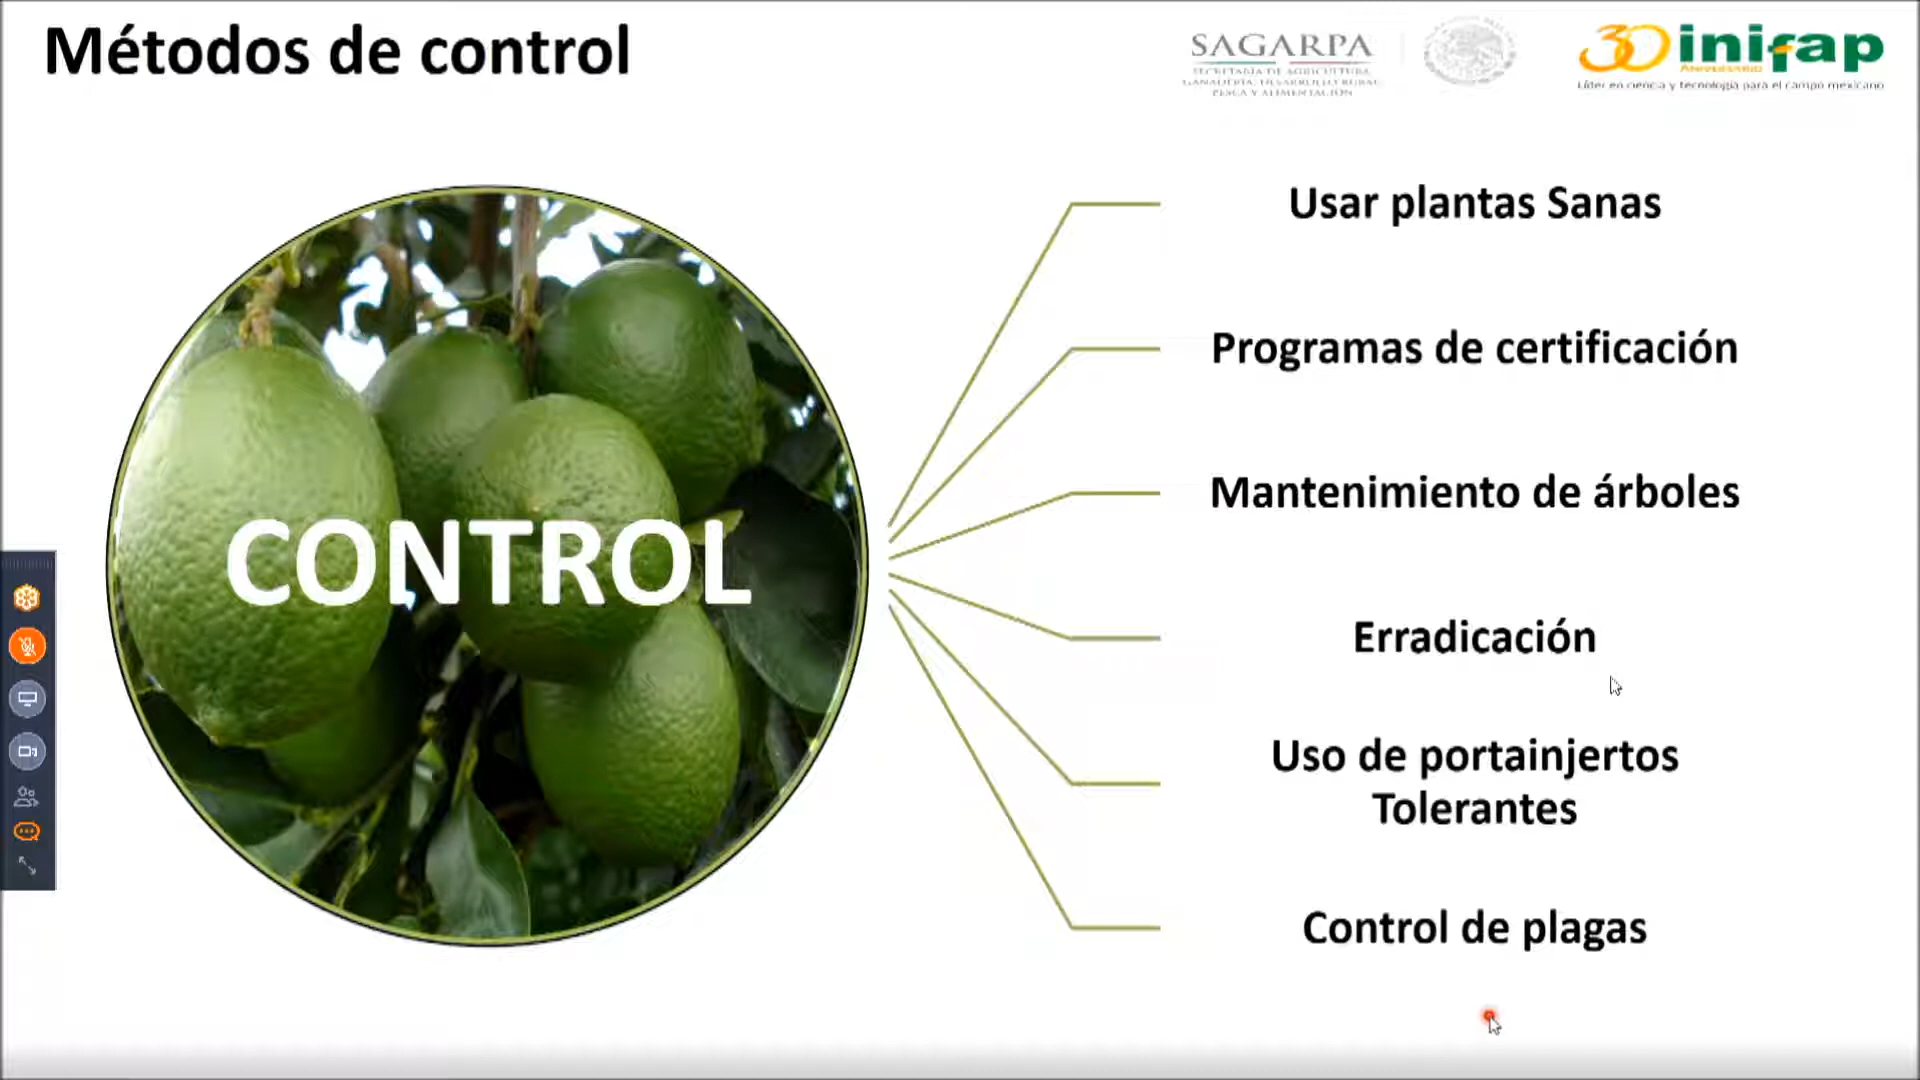 Métodos de control
SAGARPA
SECRETARÍA DE AGRICULTURA,
GANADERÍA, DESARROLLO RURAL,
PESCA Y ALIMENTACIÓN
30 inifap
Aniversario
Líder en ciencia y tecnología para el campo mexicano
CONTROL
Usar plantas Sanas
Programas de certificación
Mantenimiento de árboles
Erradicación
Uso de portainjertos
Tolerantes
Control de plagas